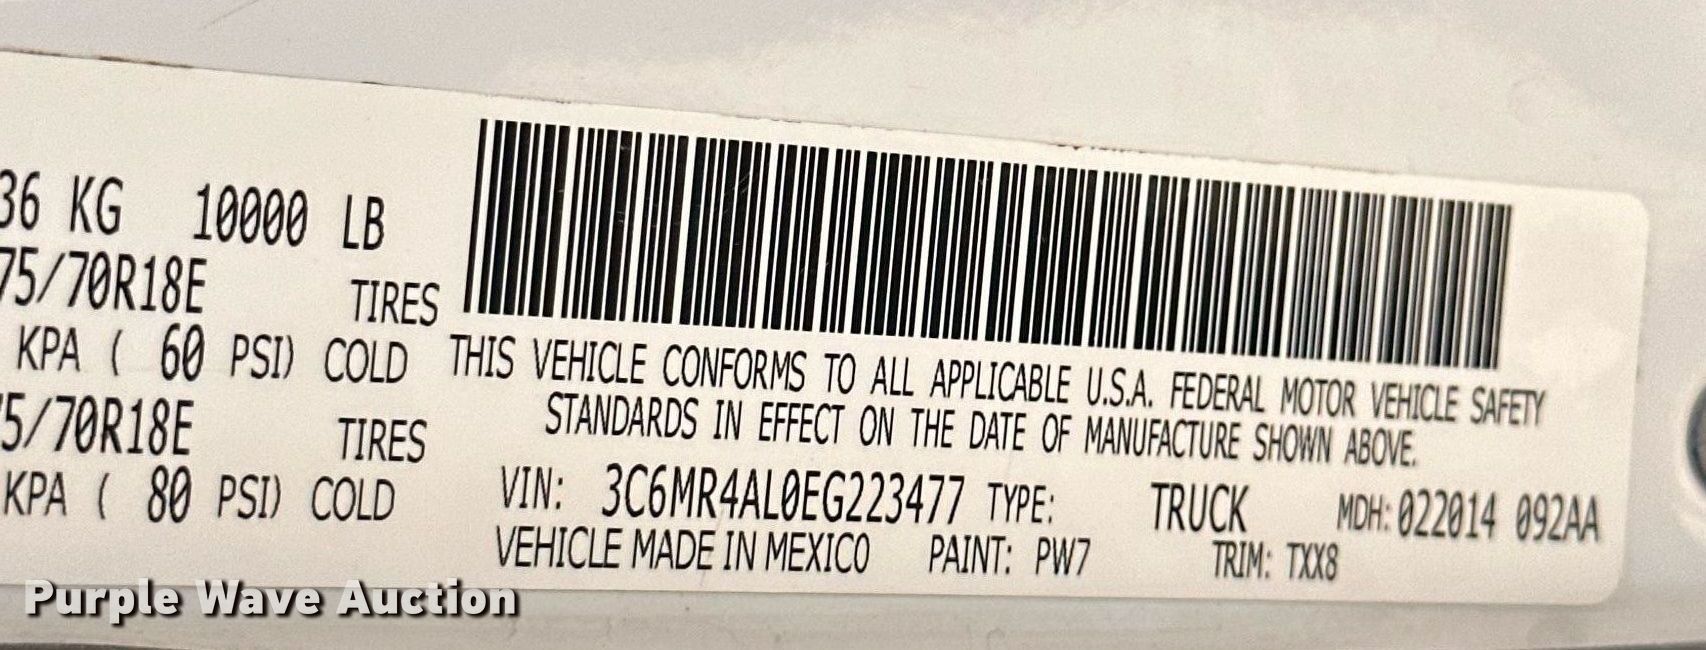 36 KG 10000 LB
75/70R18E TIRES
KPA ( 60 PSI) COLD
5/70R18E TIRES
KPA ( 80 PSI) COLD
THIS VEHICLE CONFORMS TO ALL APPLICABLE U.S.A. FEDERAL MOTOR VEHICLE SAFETY
STANDARDS IN EFFECT ON THE DATE OF MANUFACTURE SHOWN ABOVE.
VIN: 3C6MR4AL0EG223477 TYPE: TRUCK MDH: 022014 092AA
VEHICLE MADE IN MEXICO PAINT: PW7 TRIM: TXX8
Purple Wave Auction